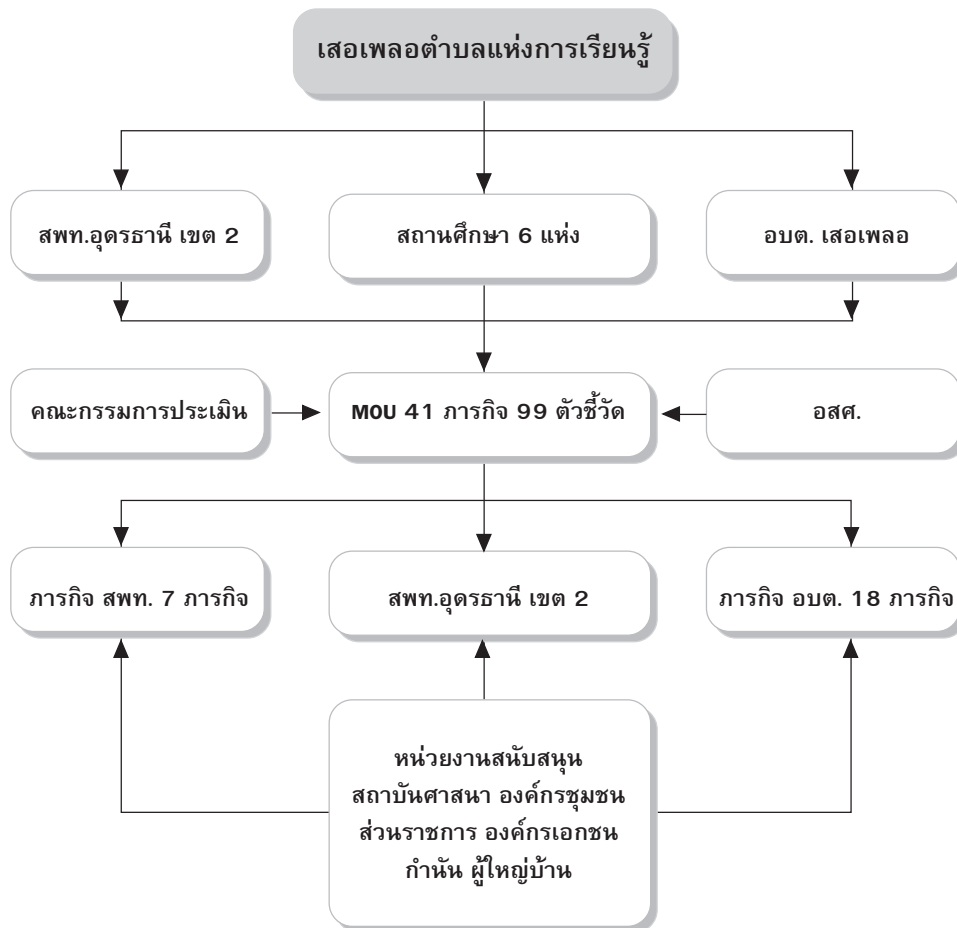 เสอเพลอตำบลแห่งการเรียนรู้
สพท.อุดรธานี เขต 2
สถานศึกษา 6 แห่ง
อบต. เสอเพลอ
คณะกรรมการประเมิน
MOU 41 ภารกิจ 99 ตัวชี้วัด
อสศ.
ภารกิจ สพท. 7 ภารกิจ
สพท.อุดรธานี เขต 2
ภารกิจ อบต. 18 ภารกิจ
หน่วยงานสนับสนุน
สถาบันศาสนา องค์กรชุมชน
ส่วนราชการ องค์กรเอกชน
กำนัน ผู้ใหญ่บ้าน